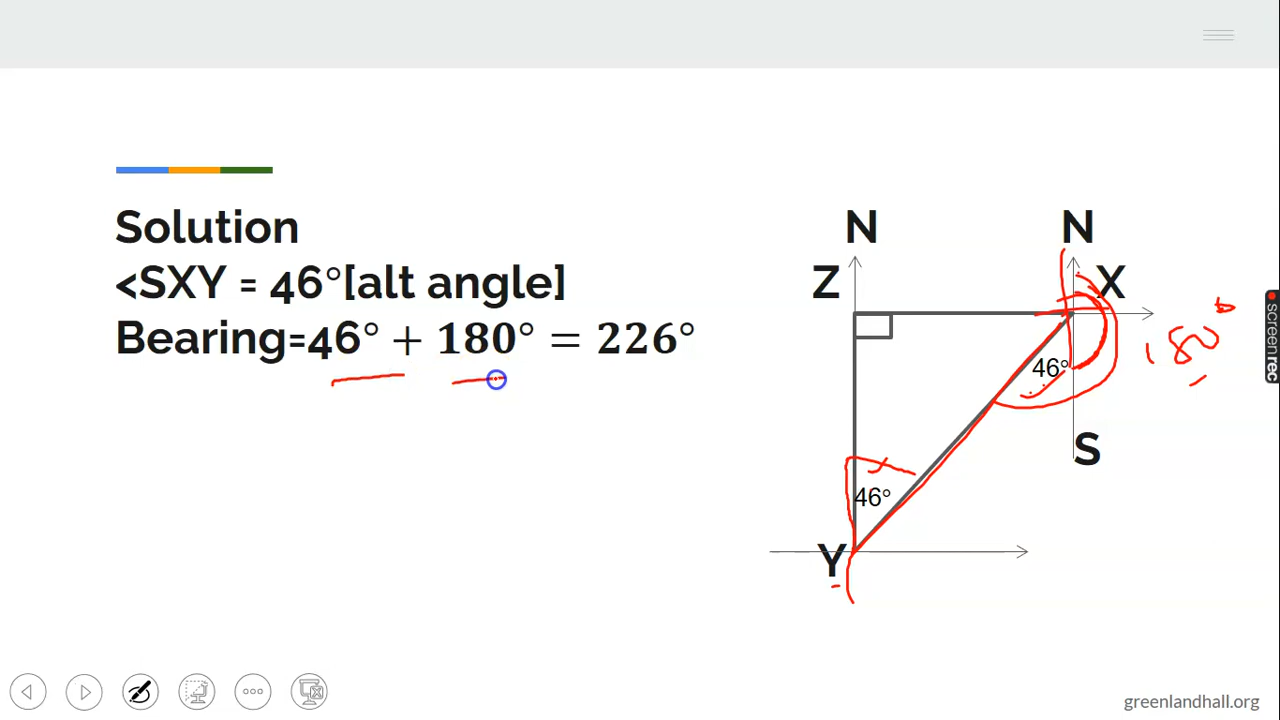 Solution
<SXY = 46°[alt angle]
Bearing=46° + 180° = 226°
N
N
Z
X
46°
180°
S
46°
Y
screenrec
greenlandhall.org